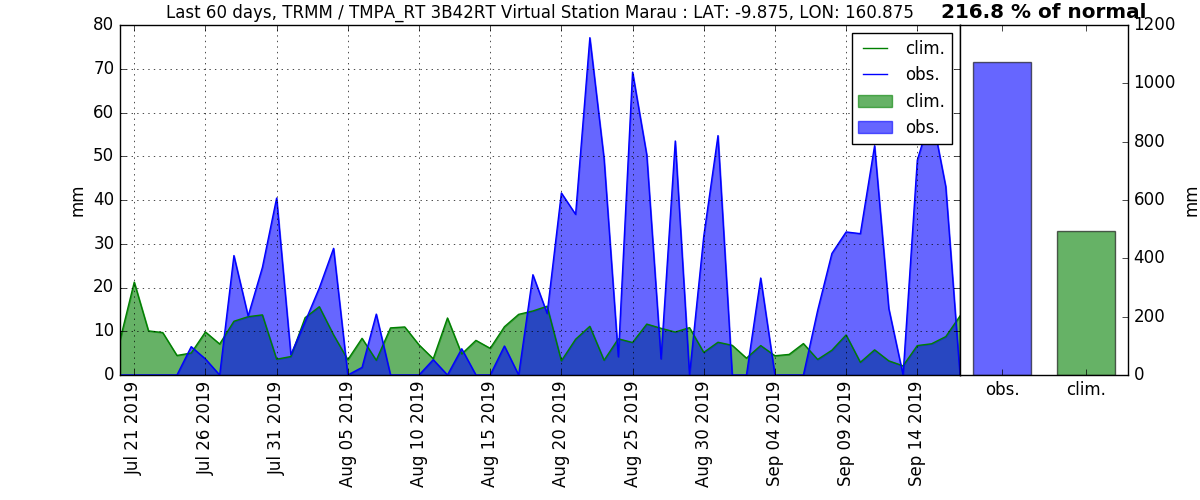 Last 60 days, TRMM / TMPA_RT 3B42RT Virtual Station Marau : LAT: -9.875, LON: 160.875
216.8 % of normal
80
70
60
50
40
30
20
10
0
mm
clim.
obs.
clim.
obs.
1200
1000
800
600
400
200
0
mm
Jul 21 2019
Jul 26 2019
Jul 31 2019
Aug 05 2019
Aug 10 2019
Aug 15 2019
Aug 20 2019
Aug 25 2019
Aug 30 2019
Sep 04 2019
Sep 09 2019
Sep 14 2019
obs.
clim.